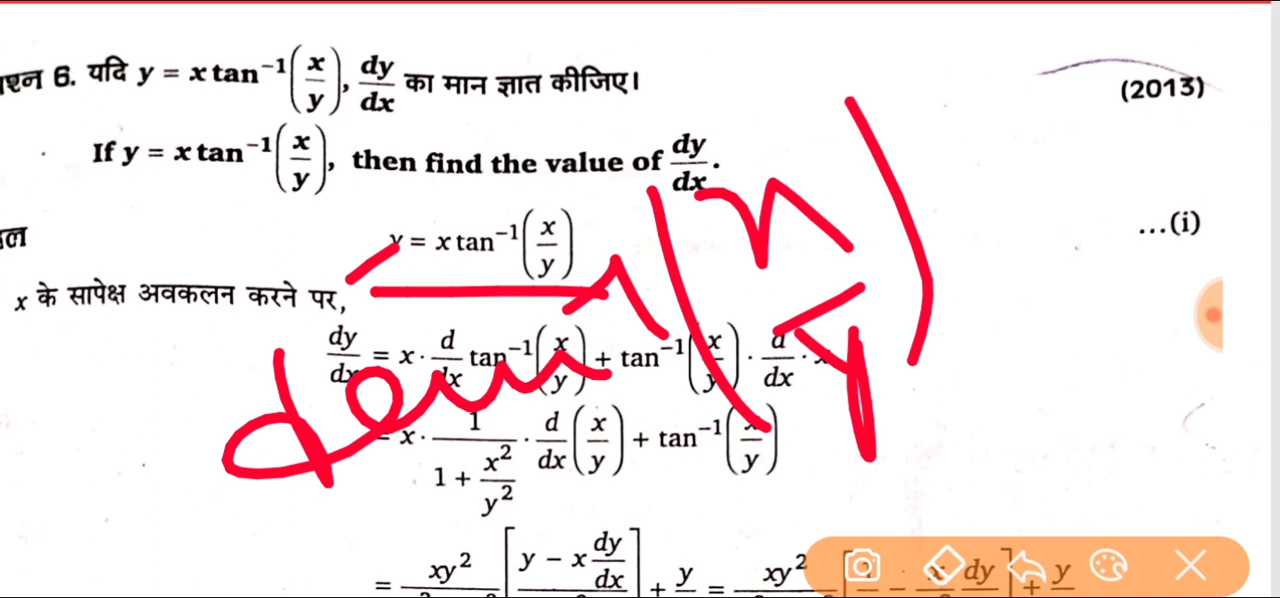 प्रश्न 6. यदि y = x tan⁻¹(x/y), dy/dx का मान ज्ञात कीजिए। (2013)
If y = x tan⁻¹(x/y), then find the value of dy/dx.
हल y = x tan⁻¹(x/y) ...(i)
x के सापेक्ष अवकलन करने पर,
dy/dx = x · d/dx tan⁻¹(x/y) + tan⁻¹(x/y) · d/dx ·
= x · 1/(1 + x²/y²) · d/dx (x/y) + tan⁻¹(x/y)
= xy² [y - x dy/dx] + y = xy² [ - dy] + y